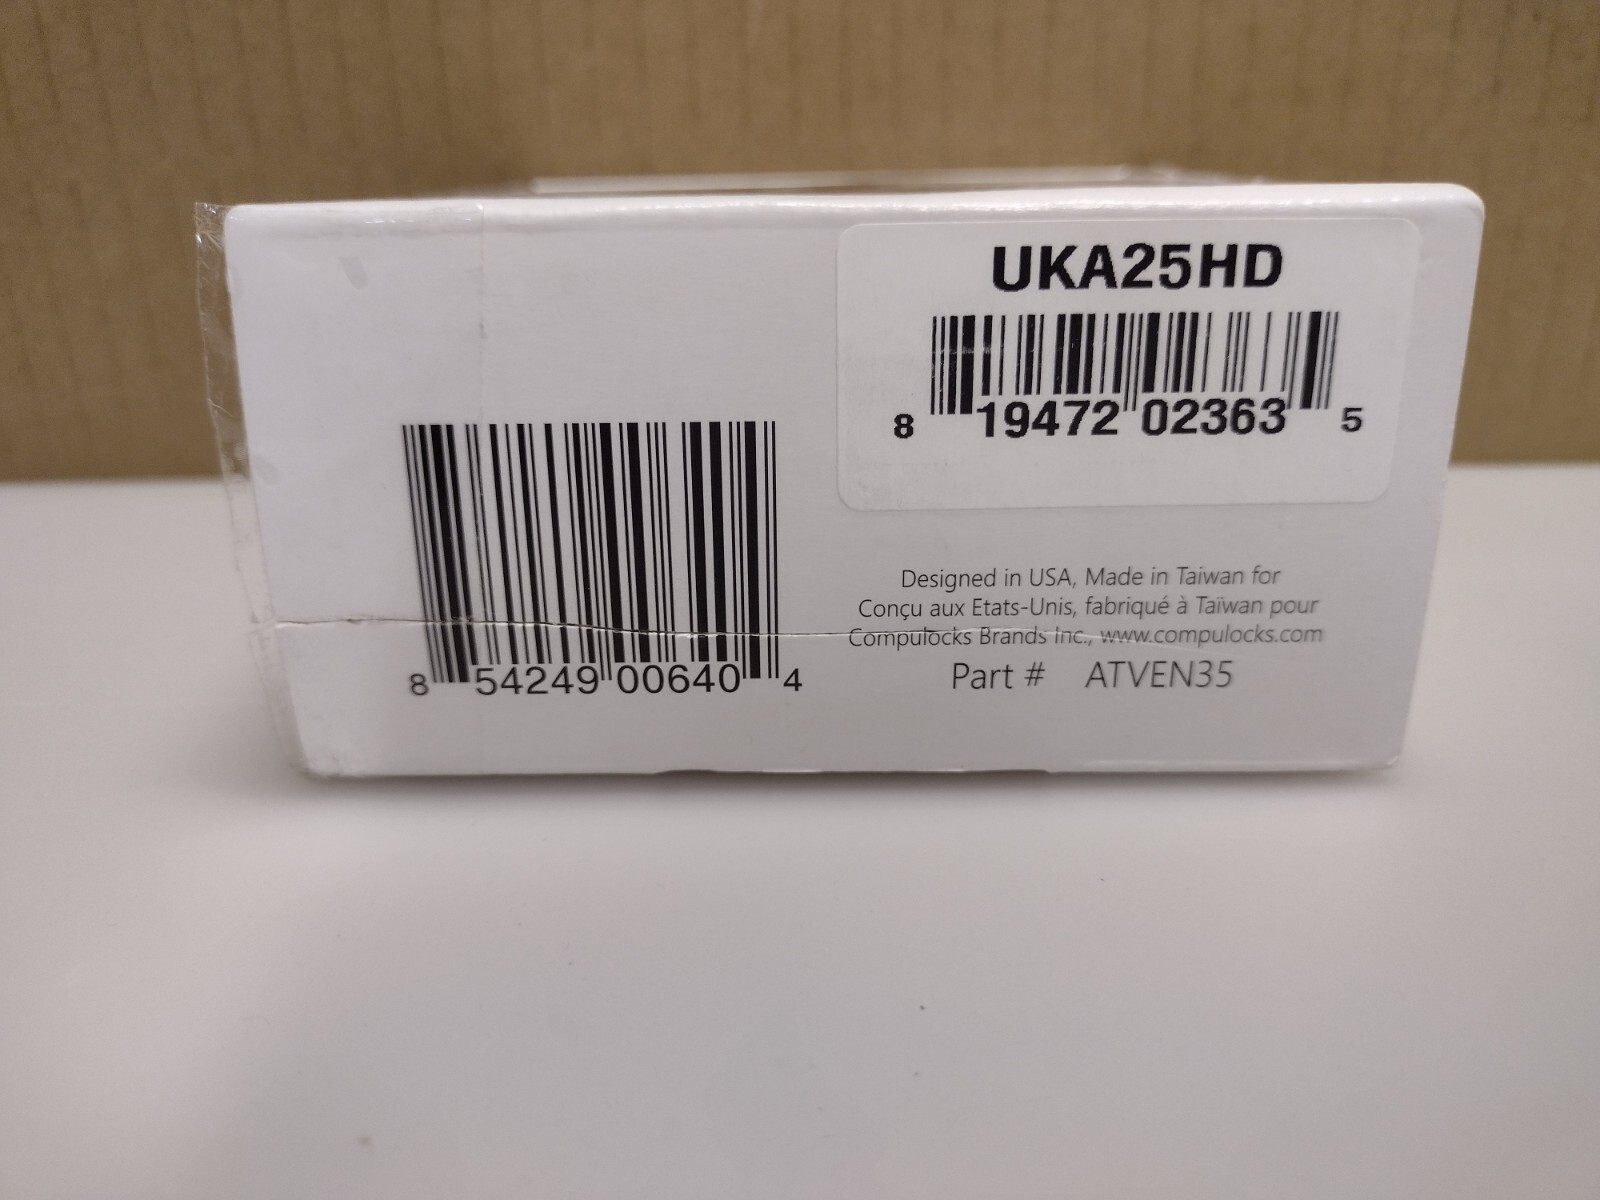 UKA25HD
8 19472 02363 5
8 54249 00640 4
Designed in USA, Made in Taiwan for
Conçu aux Etats-Unis, fabriqué à Taïwan pour
Compulocks Brands Inc., www.compulocks.com
Part # ATVEN35